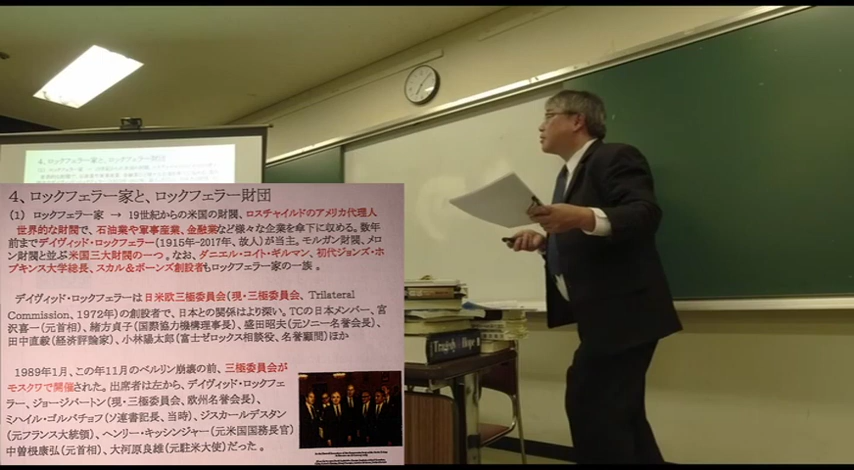 4、ロックフェラー家と、ロックフェラー財団
4、ロックフェラー家と、ロックフェラー財団
(1) ロックフェラー家 → 19世紀からの米国の財閥、ロスチャイルドのアメリカ代理人
世界的な財閥で、石油業や軍事産業、金融業など様々な企業を傘下に収める。数年
前までデイヴィッド・ロックフェラー(1915年-2017年、故人)が当主。モルガン財閥、メロ
ン財閥と並ぶ米国三大財閥の一つ。なお、ダニエル・コイト・ギルマン、初代ジョンズ・ホ
プキンス大学総長、スカル&ボーンズ創設者もロックフェラー家の一族。
デイヴィッド・ロックフェラーは日米欧三極委員会(現・三極委員会、Trilateral
Commission、1972年)の創設者で、日本との関係はより深い。TCの日本メンバー、宮
沢喜一(元首相)、緒方貞子(国際協力機構理事長)、盛田昭夫(元ソニー名誉会長)、
田中直毅(経済評論家)、小林陽太郎(富士ゼロックス相談役、名誉顧問)ほか
1989年1月、この年11月のベルリン崩壊の前、三極委員会が
モスクワで開催された。出席者は左から、デイヴィッド・ロックフェ
ラー、ジョージバートン(現・三極委員会、欧州名誉会長)、
ミハイル・ゴルバチョフ(ソ連書記長、当時)、ジスカールデスタン
(元フランス大統領)、ヘンリー・キッシンジャー(元米国国務長官)
中曽根康弘(元首相)、大河原良雄(元駐米大使)だった。
Tragedy Hope